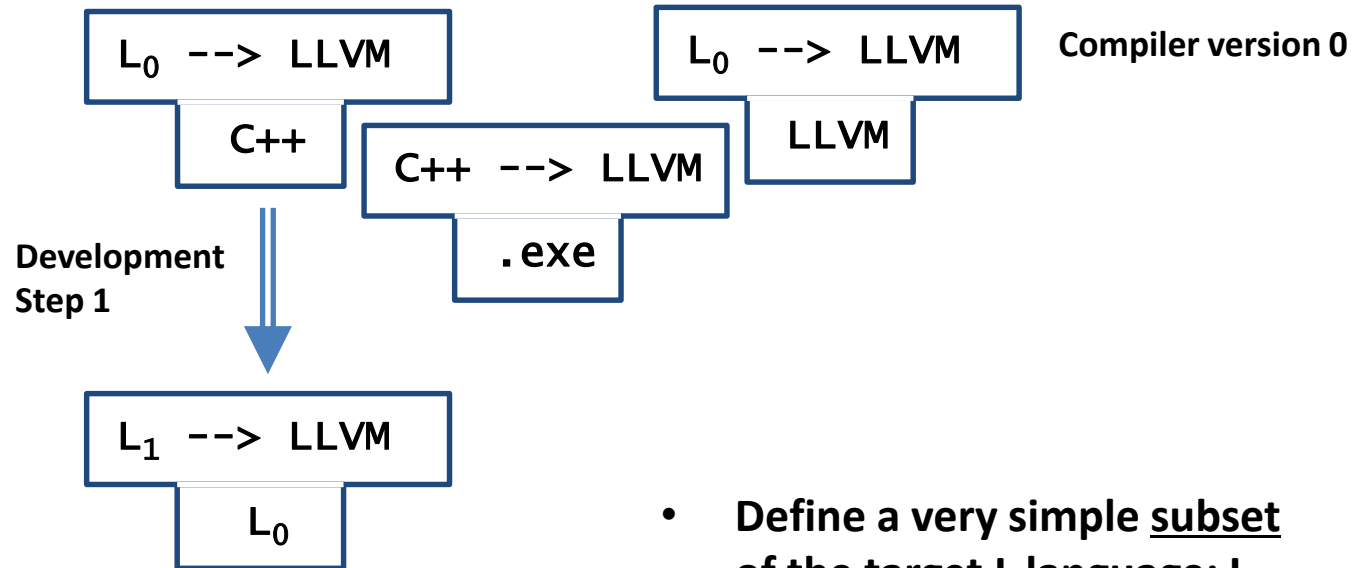 L₀ --> LLVM
C++
C++ --> LLVM
.exe
L₀ --> LLVM
LLVM
Compiler version 0
Development
Step 1
L₁ --> LLVM
L₀
• Define a very simple subset